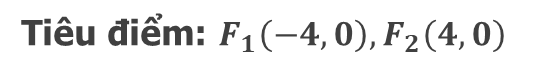 Tiêu điểm: F₁(−4, 0), F₂(4, 0)